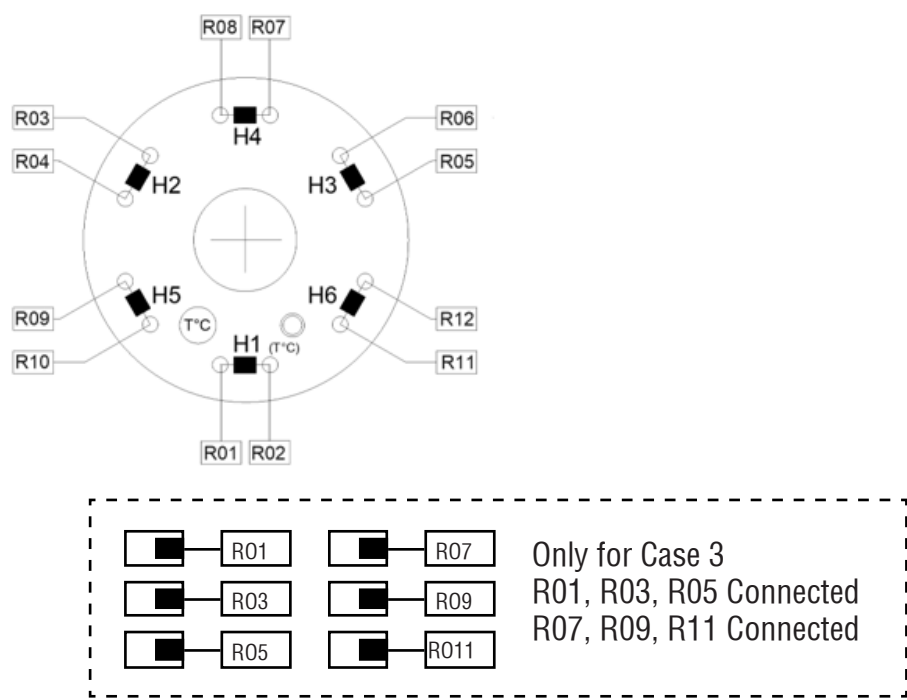 R08 R07
R03
R06
R04
H4
R05
H2
H3
H5
H6
R09
T°C
R12
R10
H1 (T°C)
R11
R01 R02
R01 R07
R03 R09
R05 R011
Only for Case 3
R01, R03, R05 Connected
R07, R09, R11 Connected